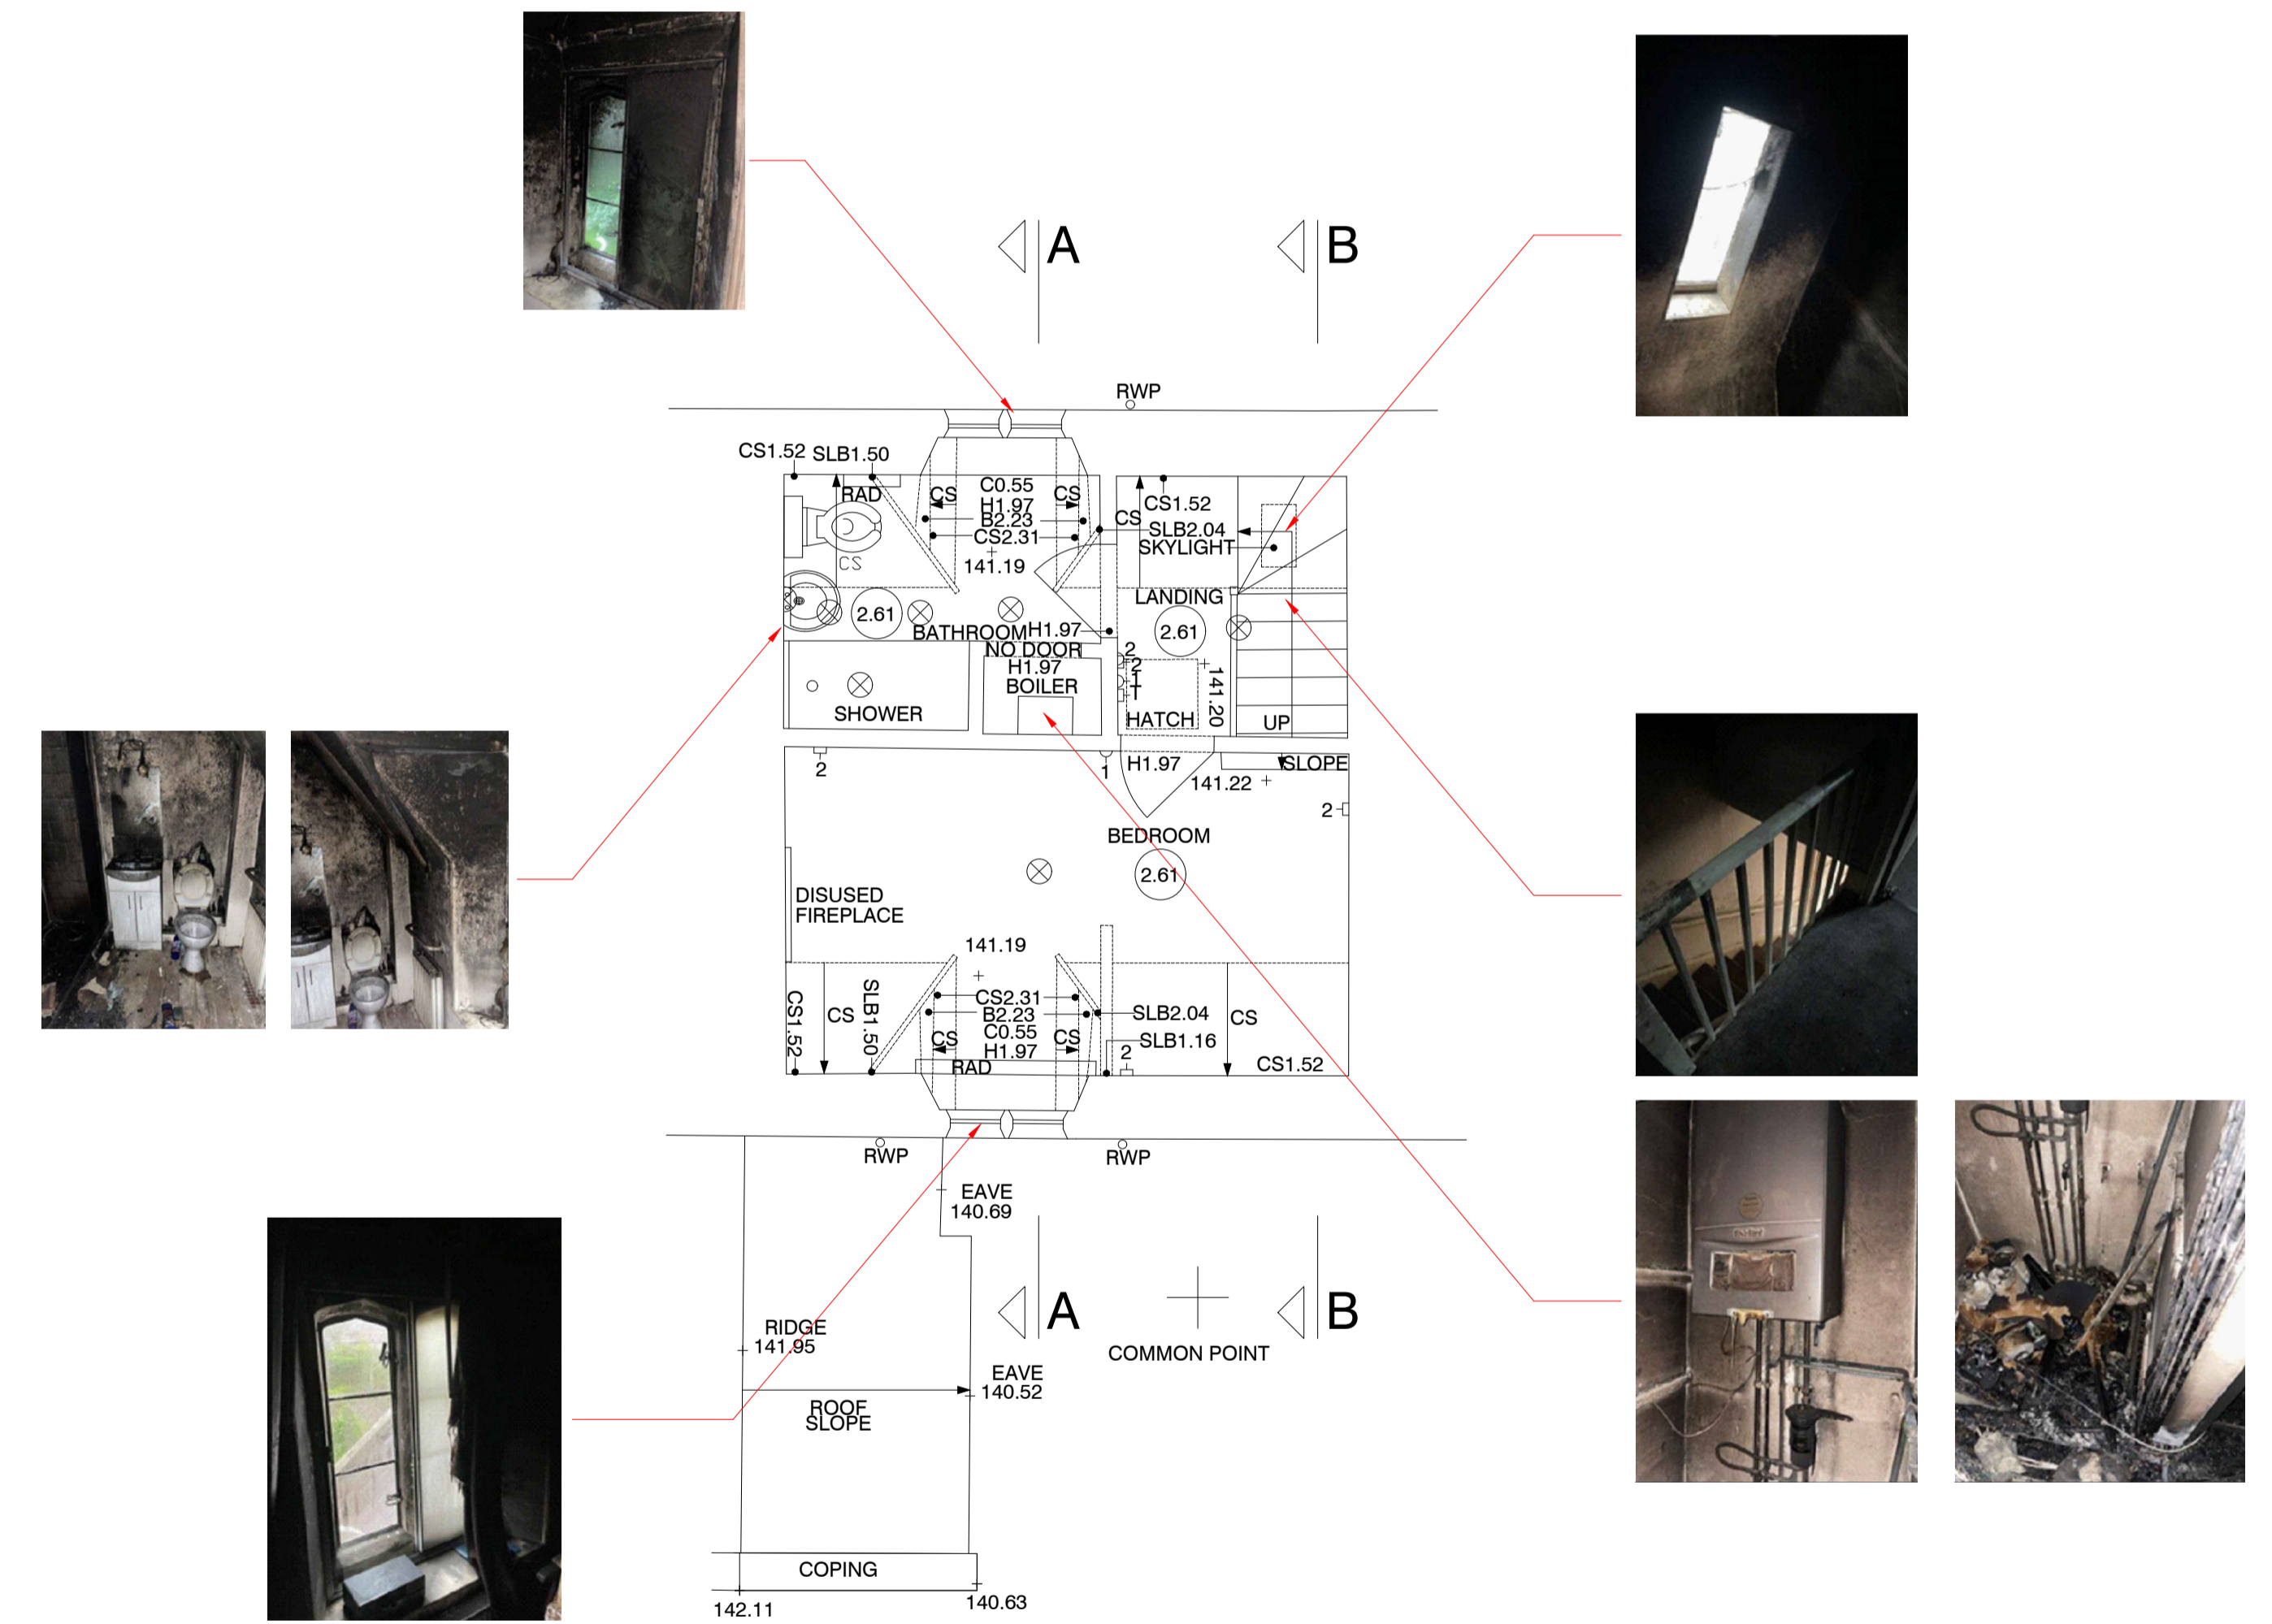 A
B
RWP
CS1.52
SLB1.50
RAD
CS
C0.55
H1.97
B2.23
CS2.31
CS
141.19
CS
CS1.52
CS
SLB2.04
SKYLIGHT
LANDING
2.61
BATHROOM
H1.97
2.61
NO DOOR
H1.97
BOILER
2
2
1
1
141.20
SHOWER
HATCH
UP
2
1
H1.97
SLOPE
141.22
2
BEDROOM
2.61
DISUSED
FIREPLACE
141.19
CS1.52
CS
SLB1.50
CS2.31
B2.23
C0.55
H1.97
CS
CS
RAD
SLB2.04
SLB1.16
2
CS
CS1.52
RWP
RWP
EAVE
140.69
A
B
COMMON POINT
RIDGE
141.95
EAVE
140.52
ROOF
SLOPE
COPING
142.11
140.63